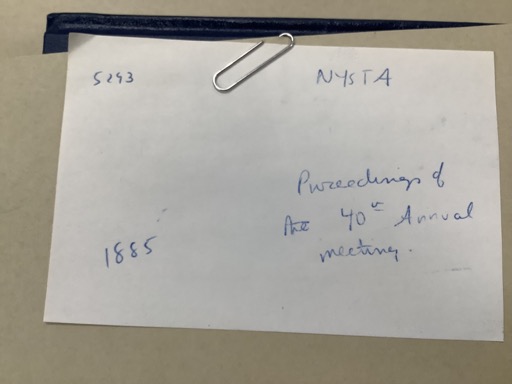 5293
NYSTA
Proceedings of
the 40th Annual
meeting.
1885